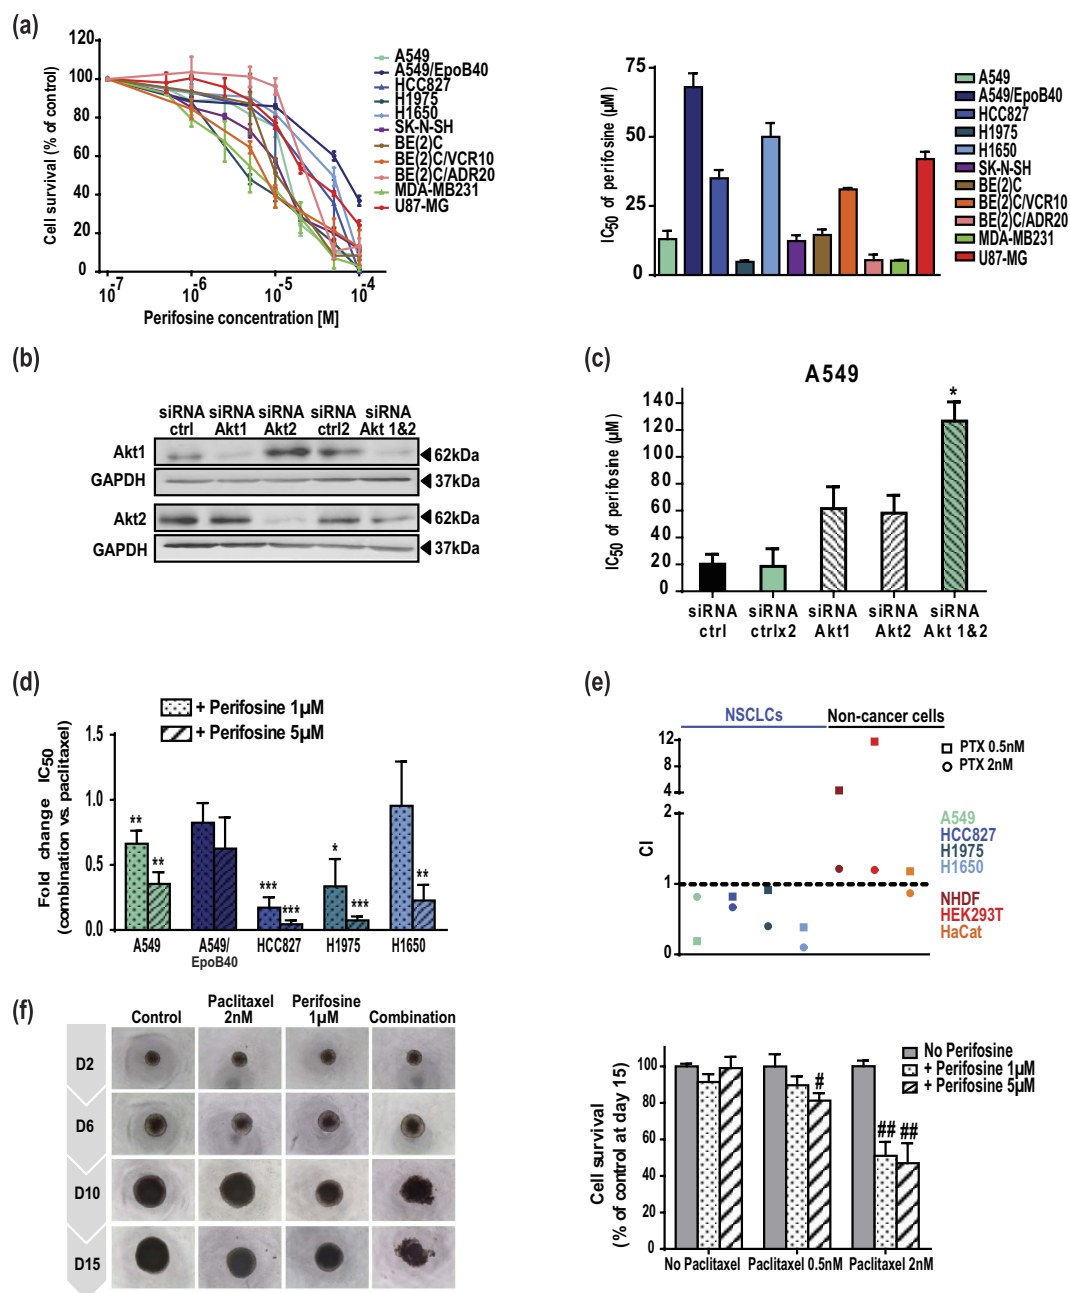 (a)
120
100
80
60
40
20
0
Cell survival (% of control)
10-7
10-6
10-5
10-4
Perifosine concentration [M]
A549
A549/EpoB40
HCC827
H1975
H1650
SK-N-SH
BE(2)C
BE(2)C/VCR10
BE(2)C/ADR20
MDA-MB231
U87-MG
75
50
25
0
IC50 of perifosine (µM)
A549
A549/EpoB40
HCC827
H1975
H1650
SK-N-SH
BE(2)C
BE(2)C/VCR10
BE(2)C/ADR20
MDA-MB231
U87-MG
(b)
siRNA siRNA siRNA siRNA siRNA
ctrl Akt1 Akt2 ctrl2 Akt 1&2
Akt1 62kDa
GAPDH 37kDa
Akt2 62kDa
GAPDH 37kDa
(c)
A549
140
120
100
80
60
40
20
0
IC50 of perifosine (µM)
*
siRNA siRNA siRNA siRNA siRNA
ctrl ctrlx2 Akt1 Akt2 Akt 1&2
(d)
+ Perifosine 1µM
+ Perifosine 5µM
Fold change IC50
(combination vs. paclitaxel)
1.5
1.0
0.5
0.0
** ** *** *** * *** **
A549 A549/ HCC827 H1975 H1650
EpoB40
(e)
NSCLCs Non-cancer cells
12
8
4
2
1
0
CI
PTX 0.5nM
PTX 2nM
A549
HCC827
H1975
H1650
NHDF
HEK293T
HaCat
(f)
Paclitaxel Perifosine
Control 2nM 1µM Combination
D2
D6
D10
D15
100
80
60
40
20
0
Cell survival
(% of control at day 15)
No Perifosine
+ Perifosine 1µM
+ Perifosine 5µM
# ## ##
No Paclitaxel Paclitaxel 0.5nM Paclitaxel 2nM